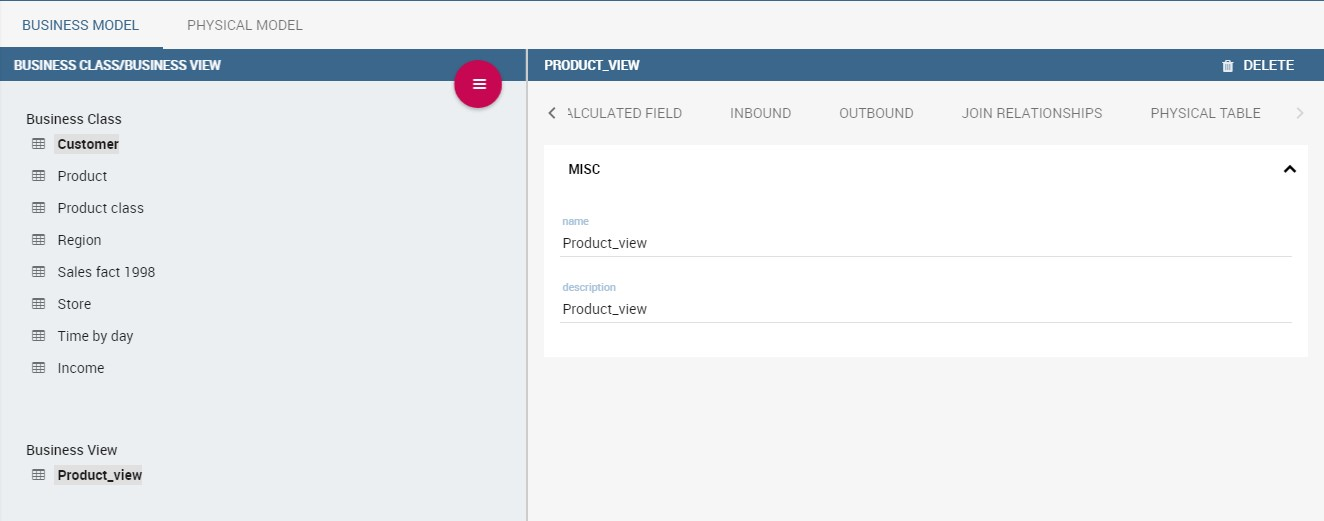 BUSINESS MODEL PHYSICAL MODEL
BUSINESS CLASS/BUSINESS VIEW
Business Class
Customer
Product
Product class
Region
Sales fact 1998
Store
Time by day
Income
Business View
Product_view
PRODUCT_VIEW DELETE
ALCULATED FIELD INBOUND OUTBOUND JOIN RELATIONSHIPS PHYSICAL TABLE
MISC
name
Product_view
description
Product_view